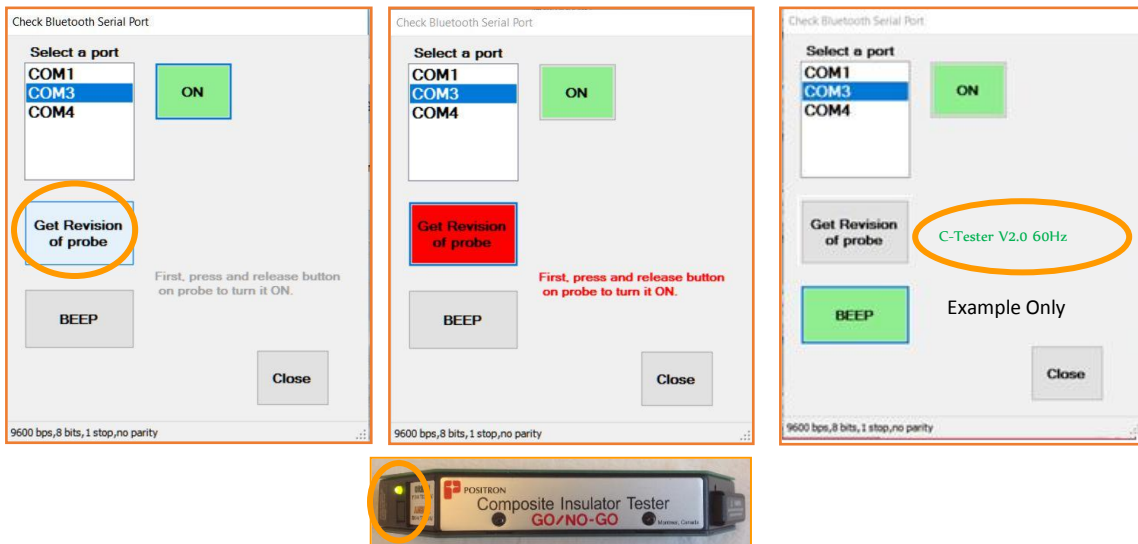 Check Bluetooth Serial Port
Select a port
COM1
COM3
COM4
ON
Get Revision
of probe
First, press and release button
on probe to turn it ON.
BEEP
Close
9600 bps,8 bits,1 stop,no parity
Check Bluetooth Serial Port
Select a port
COM1
COM3
COM4
ON
Get Revision
of probe
First, press and release button
on probe to turn it ON.
BEEP
Close
9600 bps,8 bits,1 stop,no parity
Check Bluetooth Serial Port
Select a port
COM1
COM3
COM4
ON
Get Revision
of probe
C-Tester V2.0 60Hz
BEEP
Example Only
Close
9600 bps,8 bits,1 stop,no parity
POSITRON
Composite Insulator Tester
GO/NO-GO
Montreal, Canada